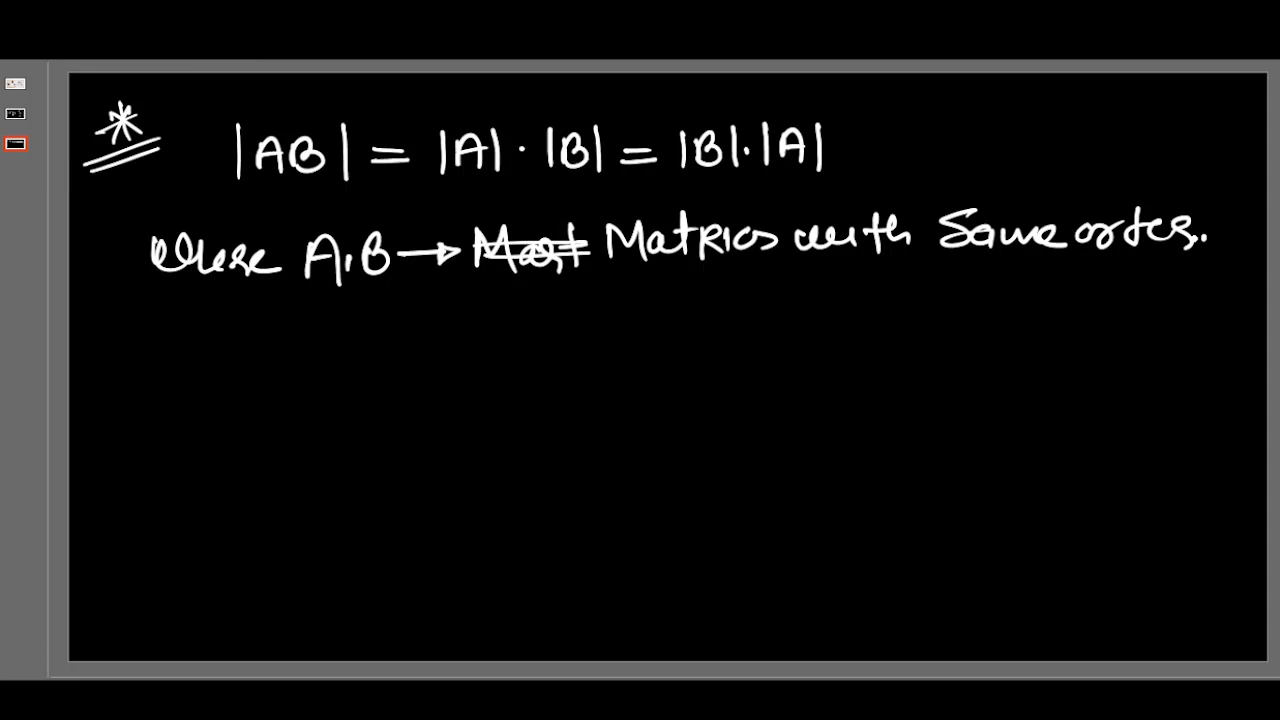 * |AB| = |A| · |B| = |B|.|A|
where A,B → Matrics with Same order.